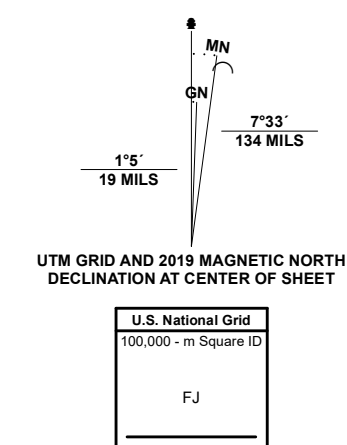 MN
GN
7°33´
134 MILS
1°5´
19 MILS
UTM GRID AND 2019 MAGNETIC NORTH
DECLINATION AT CENTER OF SHEET
U.S. National Grid
100,000 - m Square ID
FJ